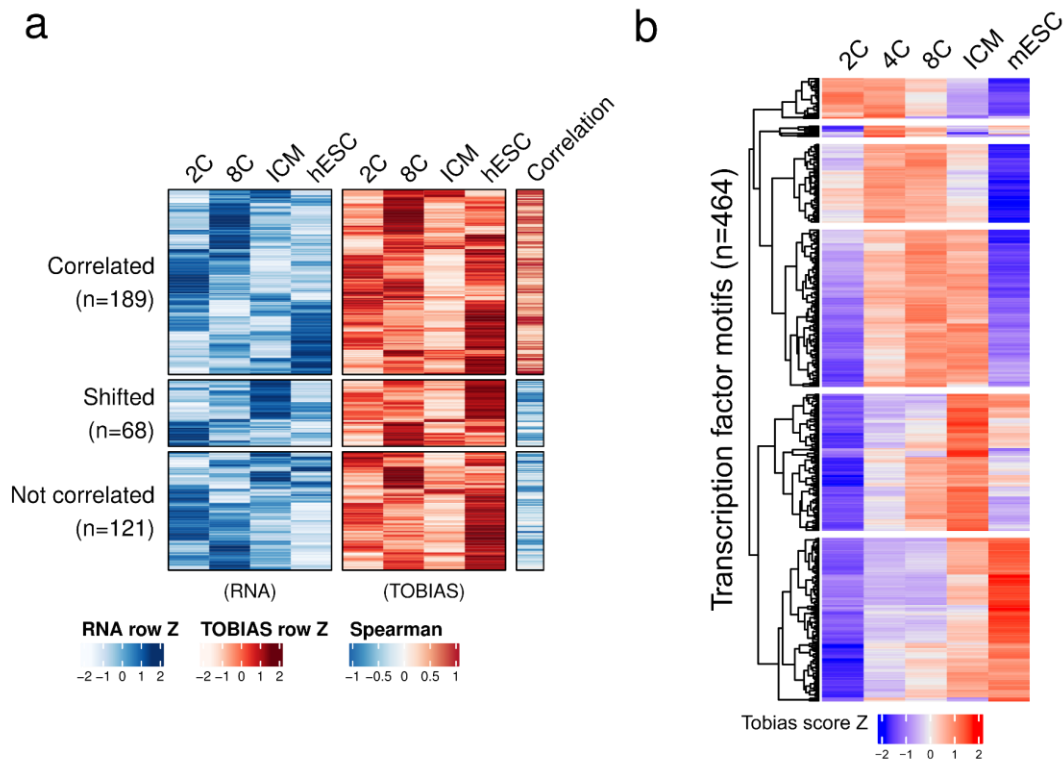 a
2C 8C ICM hESC 2C 8C ICM hESC Correlation
Correlated
(n=189)
Shifted
(n=68)
Not correlated
(n=121)
(RNA) (TOBIAS)
RNA row Z TOBIAS row Z Spearman
−2 −1 0 1 2 −2 −1 0 1 2 −1 −0.5 0 0.5 1
b
2C 4C 8C ICM mESC
Transcription factor motifs (n=464)
Tobias score Z
−2 −1 0 1 2